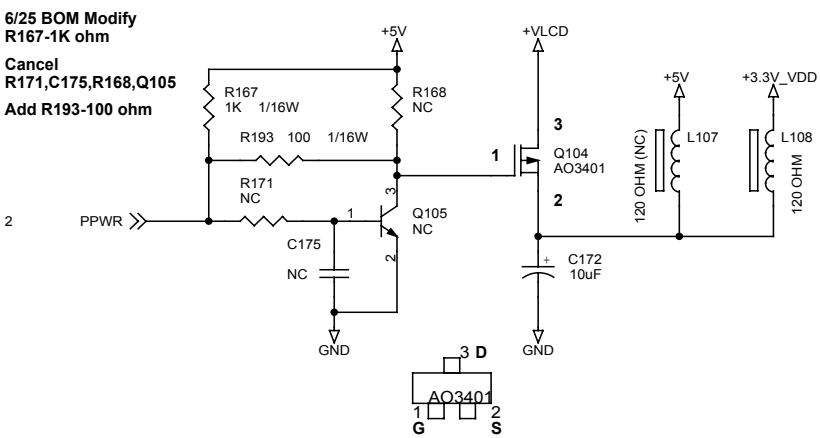 6/25 BOM Modify
R167-1K ohm
Cancel
R171,C175,R168,Q105
Add R193-100 ohm
+5V
+VLCD
R167
1K 1/16W
R168
NC
+5V
+3.3V_VDD
R193 100 1/16W
3
1
Q104
AO3401
L107
120 OHM (NC)
L108
120 OHM
R171
NC
3
2
2
PPWR
1
Q105
NC
C175
NC
2
+
C172
10uF
GND
GND
3 D
AO3401
1
2
G
S